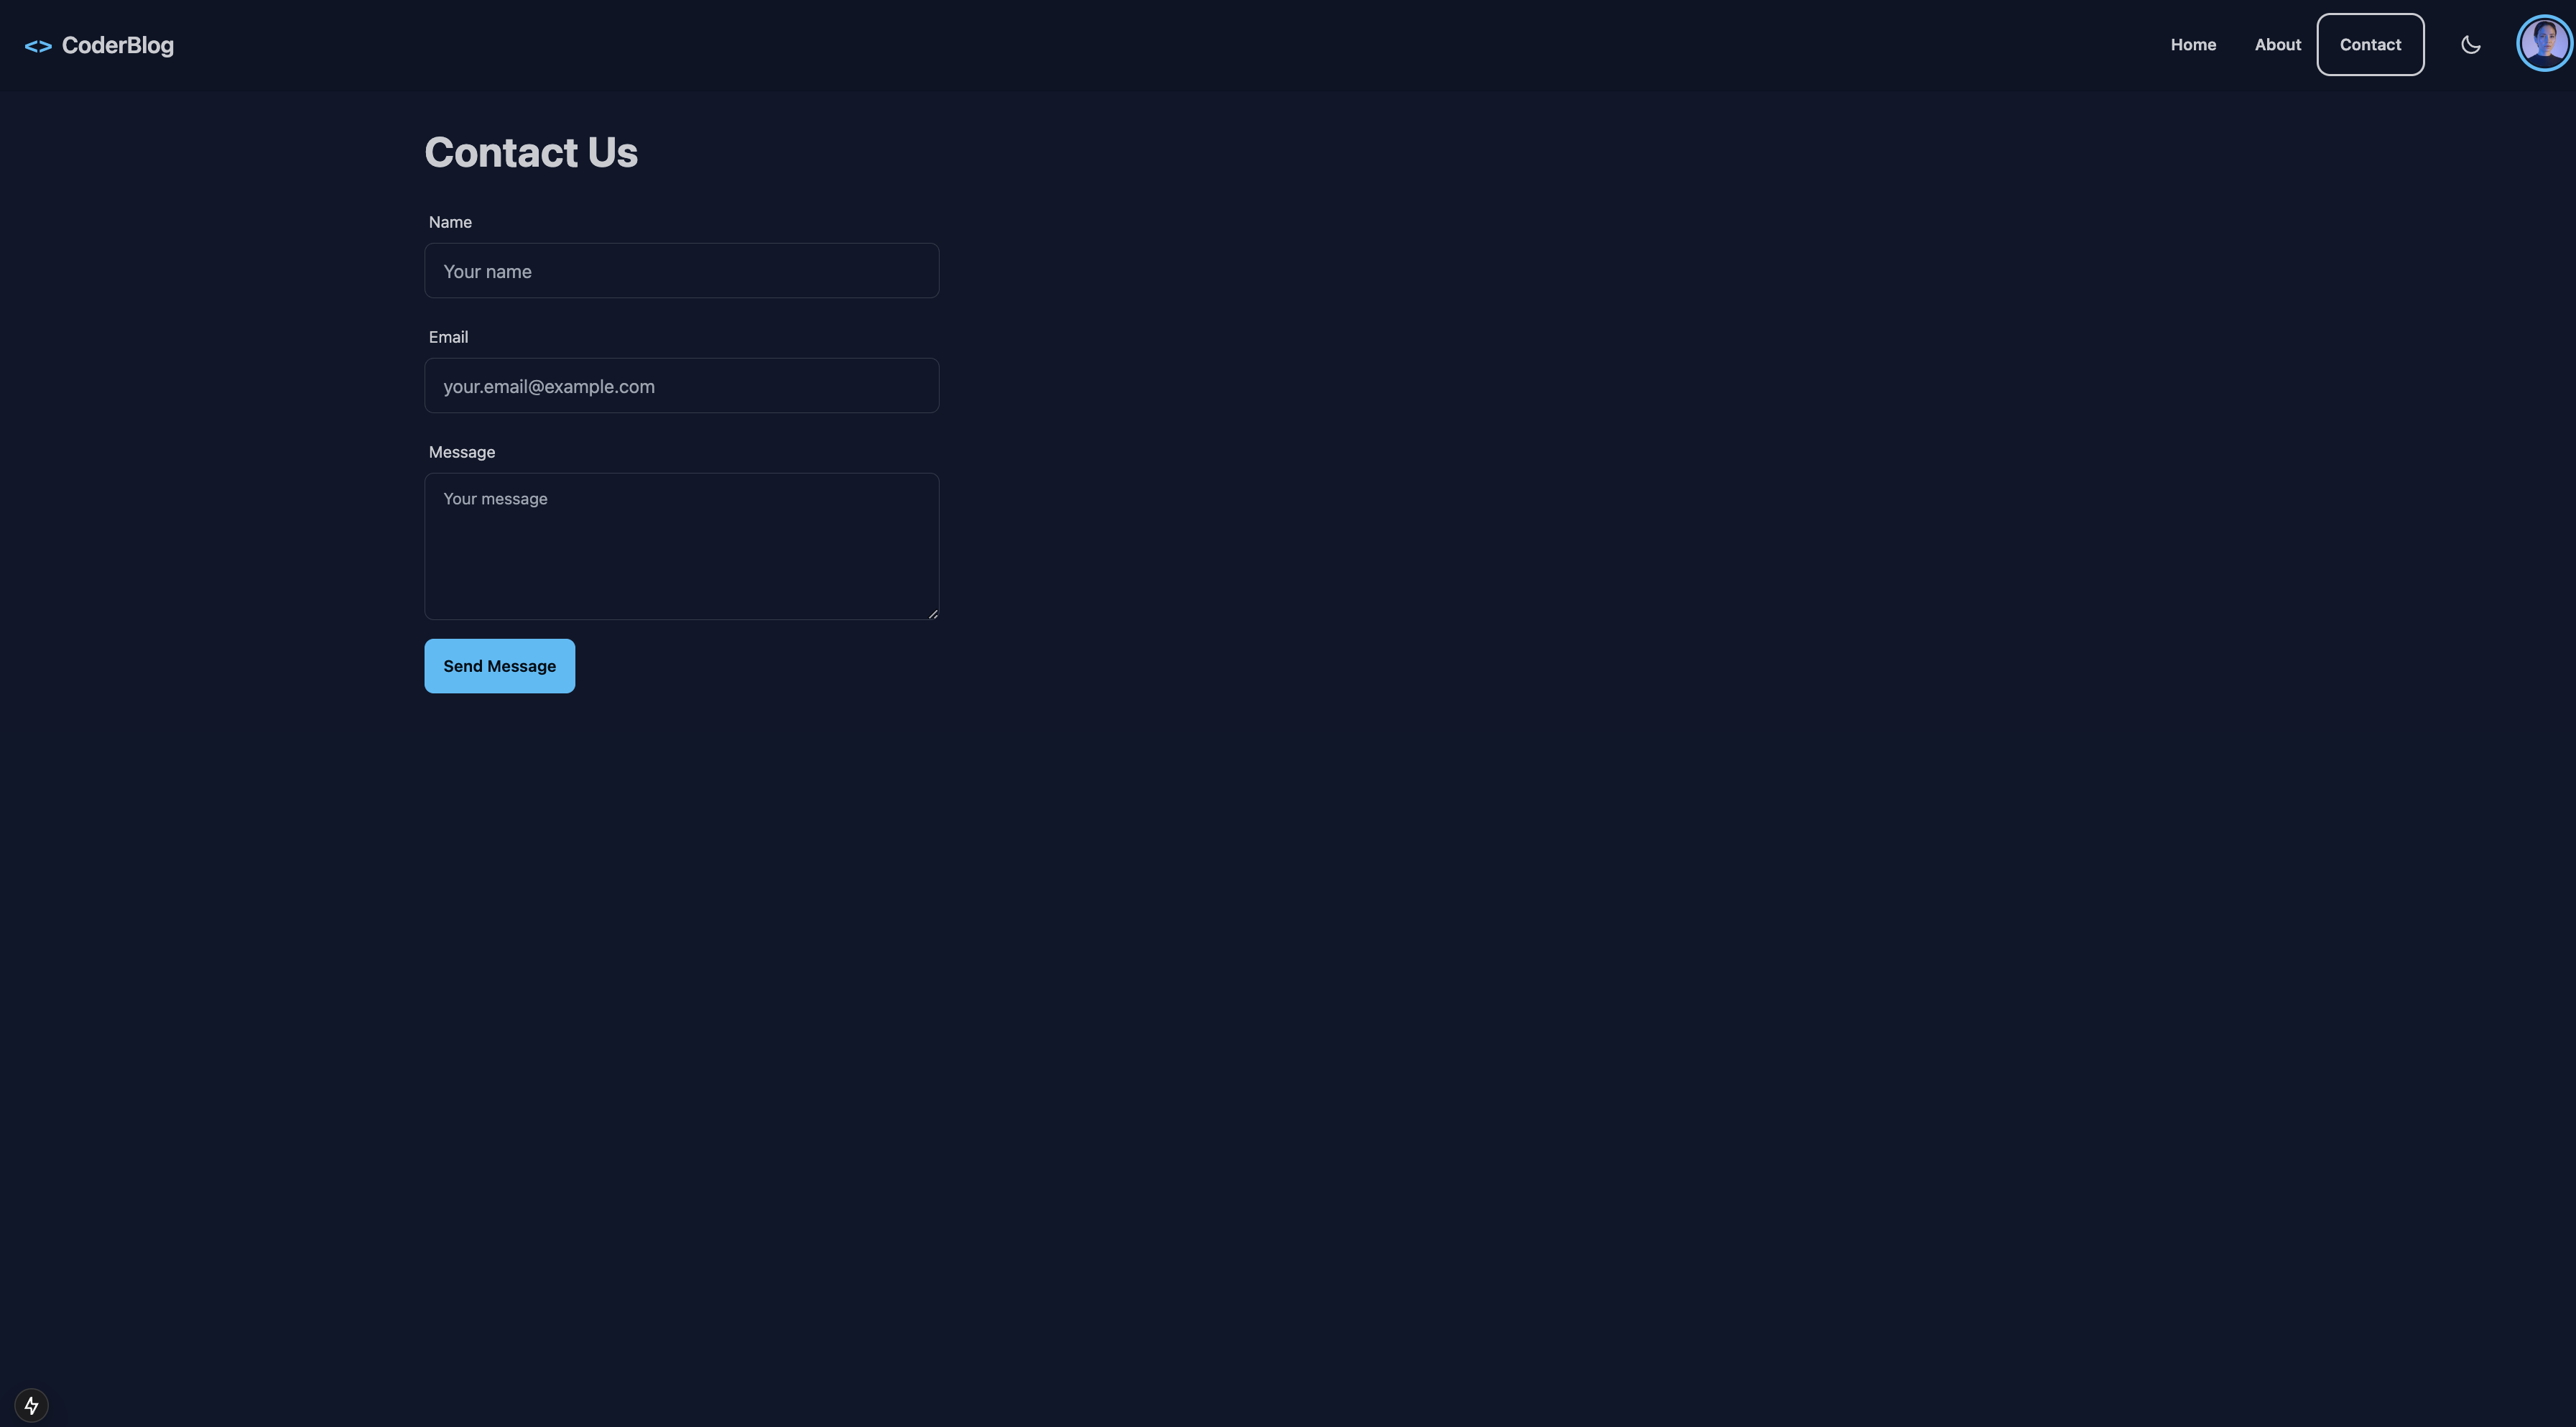 <> CoderBlog
Home About Contact
Contact Us
Name
Your name
Email
your.email@example.com
Message
Your message
Send Message